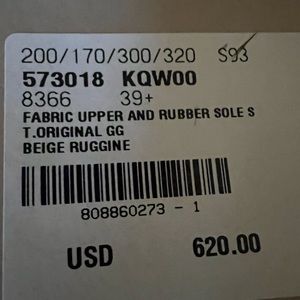 200/170/300/320 S93
573018 KQW00
8366 39+
FABRIC UPPER AND RUBBER SOLE S
T.ORIGINAL GG
BEIGE RUGGINE
808860273 - 1
USD 620.00